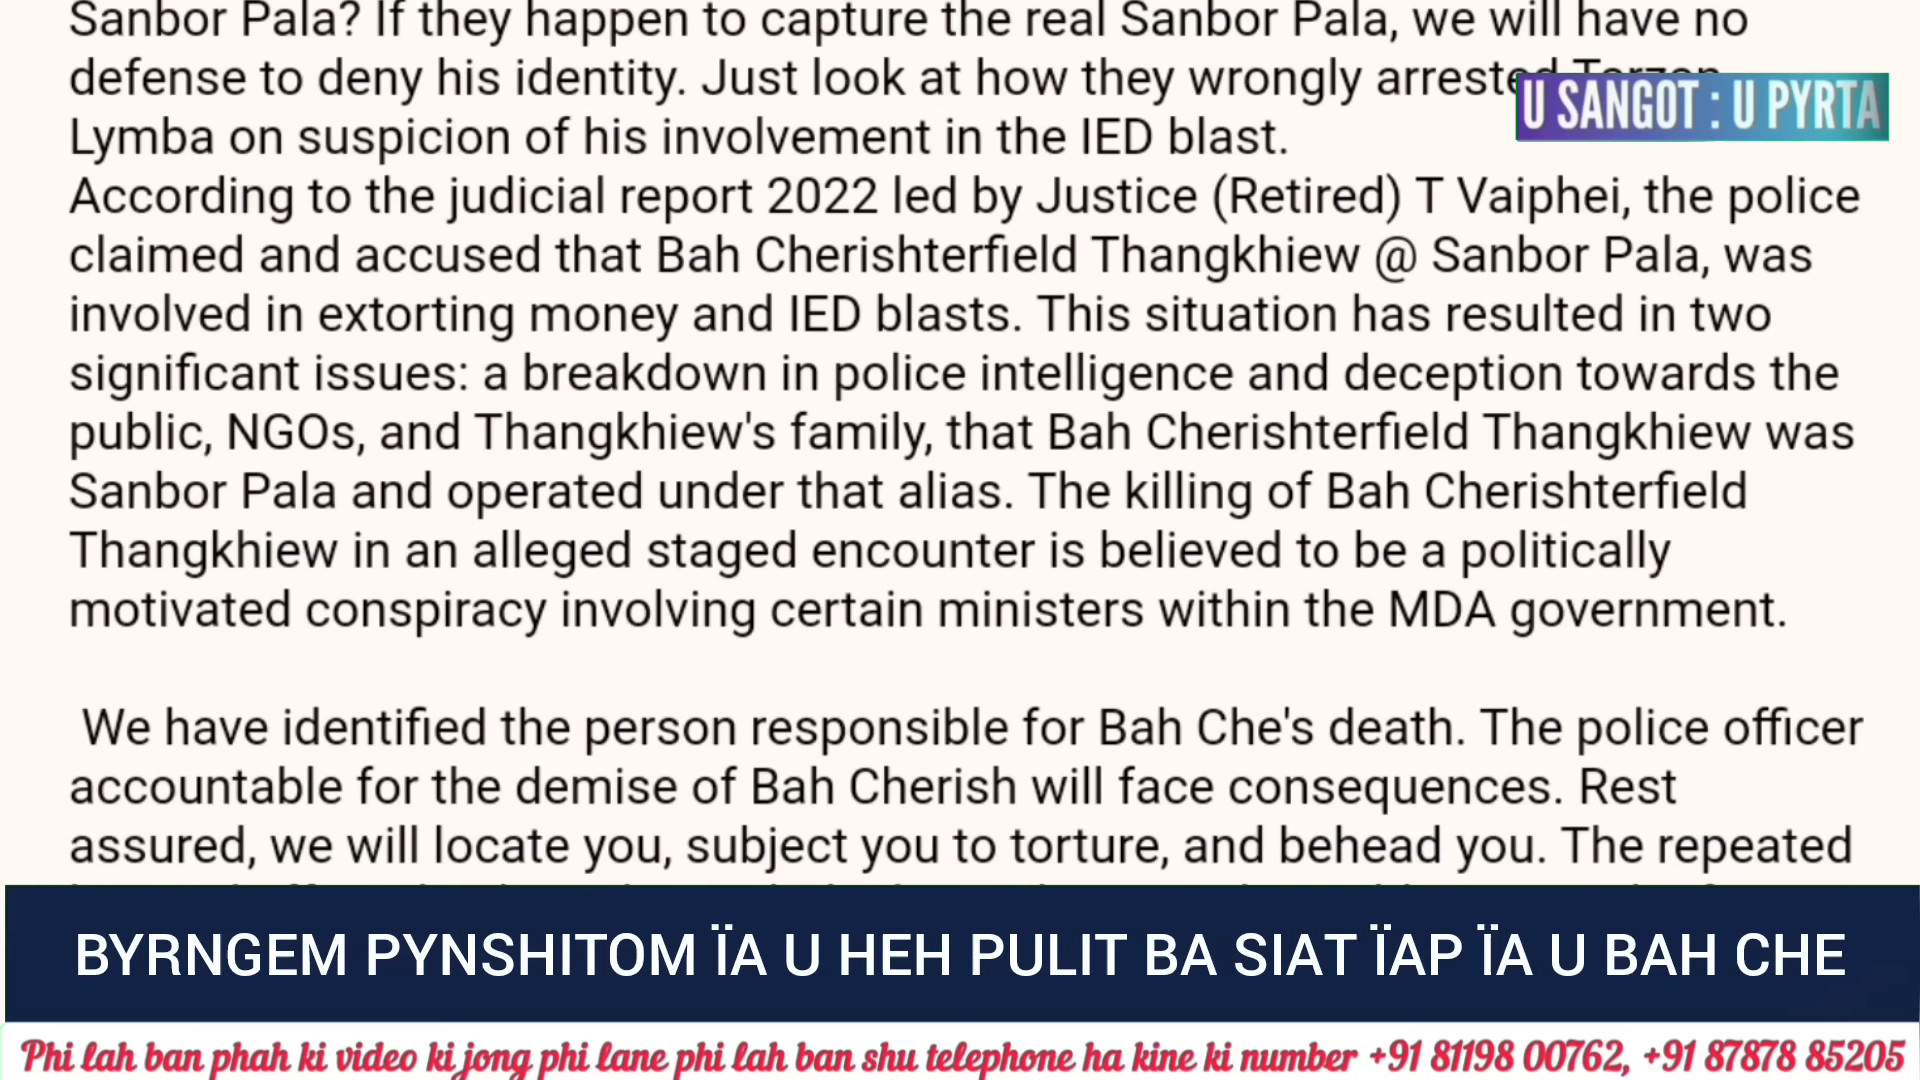 Sanbor Pala? If they happen to capture the real Sanbor Pala, we will have no
defense to deny his identity. Just look at how they wrongly arrested Tarzan
U SANGOT : U PYRTA
Lymba on suspicion of his involvement in the IED blast.
According to the judicial report 2022 led by Justice (Retired) T Vaiphei, the police
claimed and accused that Bah Cherishterfield Thangkhiew @ Sanbor Pala, was
involved in extorting money and IED blasts. This situation has resulted in two
significant issues: a breakdown in police intelligence and deception towards the
public, NGOs, and Thangkhiew's family, that Bah Cherishterfield Thangkhiew was
Sanbor Pala and operated under that alias. The killing of Bah Cherishterfield
Thangkhiew in an alleged staged encounter is believed to be a politically
motivated conspiracy involving certain ministers within the MDA government.
We have identified the person responsible for Bah Che's death. The police officer
accountable for the demise of Bah Cherish will face consequences. Rest
assured, we will locate you, subject you to torture, and behead you. The repeated
BYRNGEM PYNSHITOM ÏA U HEH PULIT BA SIAT ÏAP ÏA U BAH CHE
Phi lah ban phah ki video ki jong phi lane phi lah ban shu telephone ha kine ki number +91 81198 00762, +91 87878 85205